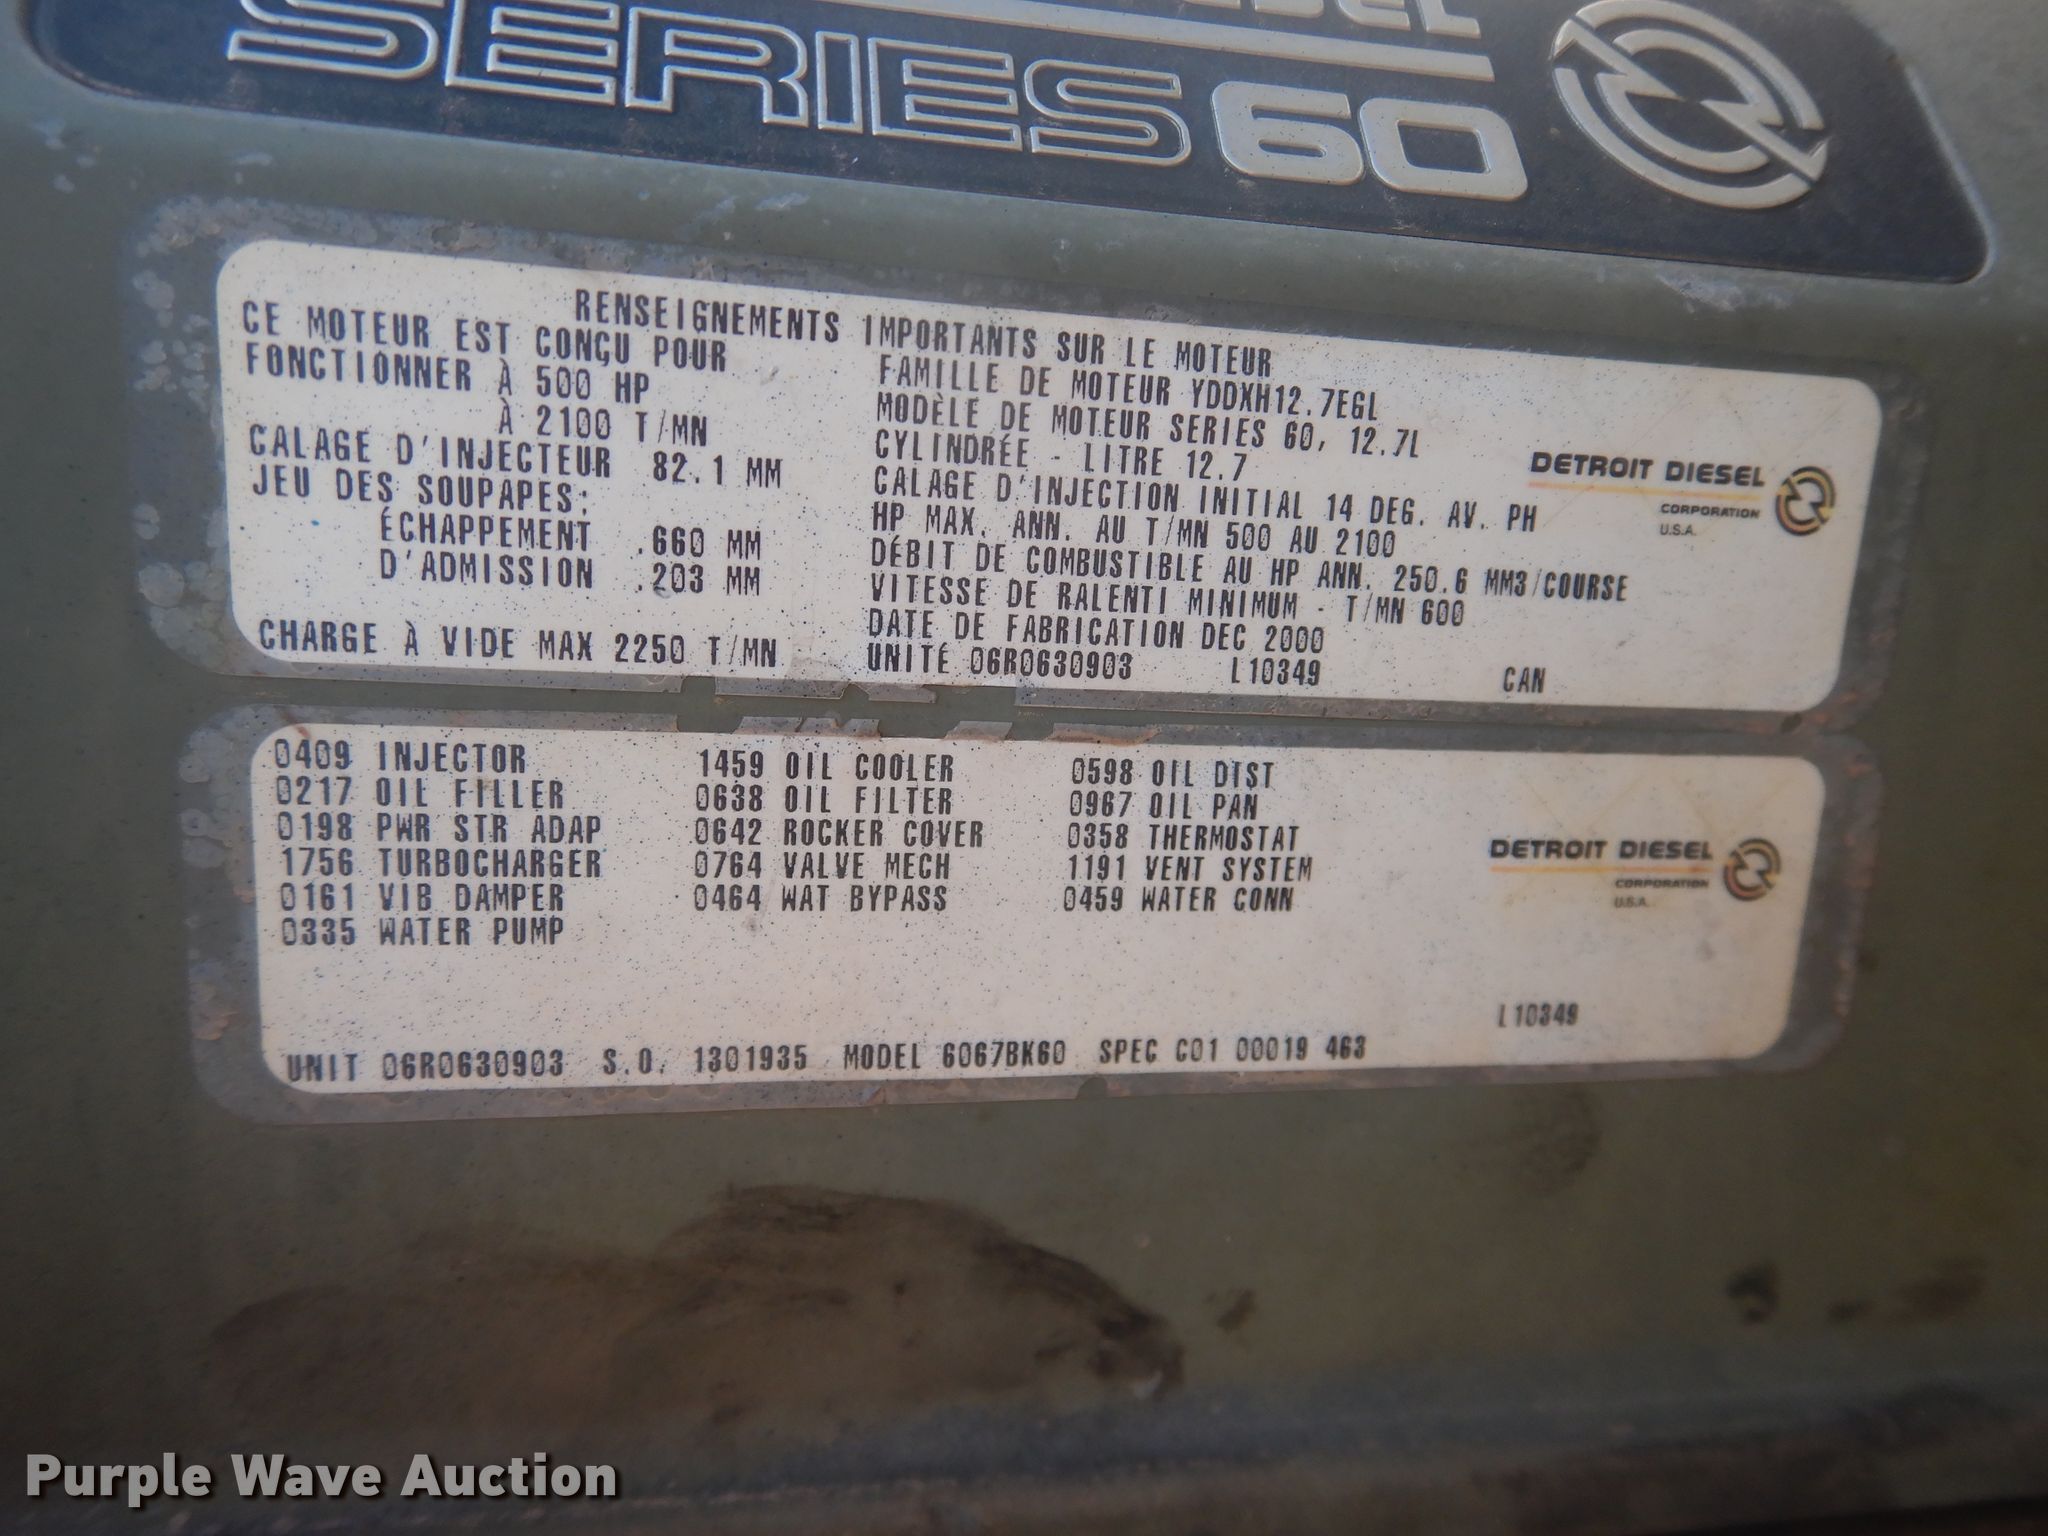 SERIES 60
RENSEIGNEMENTS IMPORTANTS SUR LE MOTEUR
CE MOTEUR EST CONÇU POUR
FONCTIONNER À 500 HP
À 2100 T/MN
CALAGE D'INJECTEUR 82.1 MM
JEU DES SOUPAPES:
ÉCHAPPEMENT .660 MM
D'ADMISSION .203 MM
CHARGE À VIDE MAX 2250 T/MN
FAMILLE DE MOTEUR YDDXH12.7EGL
MODÈLE DE MOTEUR SERIES 60, 12.7L
CYLINDRÉE - LITRE 12.7
CALAGE D'INJECTION INITIAL 14 DEG. AV. PH
HP MAX. ANN. AU T/MN 500 AU 2100
DÉBIT DE COMBUSTIBLE AU HP ANN. 250.6 MM3/COURSE
VITESSE DE RALENTI MINIMUM - T/MN 600
DATE DE FABRICATION DEC 2000
UNITÉ 06R0630903 L10349 CAN
DETROIT DIESEL
CORPORATION
U.S.A.
0409 INJECTOR 1459 OIL COOLER 0598 OIL DIST
0217 OIL FILLER 0638 OIL FILTER 0967 OIL PAN
0198 PWR STR ADAP 0642 ROCKER COVER 0358 THERMOSTAT
1756 TURBOCHARGER 0764 VALVE MECH 1191 VENT SYSTEM
0161 VIB DAMPER 0464 WAT BYPASS 0459 WATER CONN
0335 WATER PUMP
DETROIT DIESEL
CORPORATION
U.S.A.
L10349
UNIT 06R0630903 S.O. 1301935 MODEL 6067BK60 SPEC C01 00019 463
Purple Wave Auction